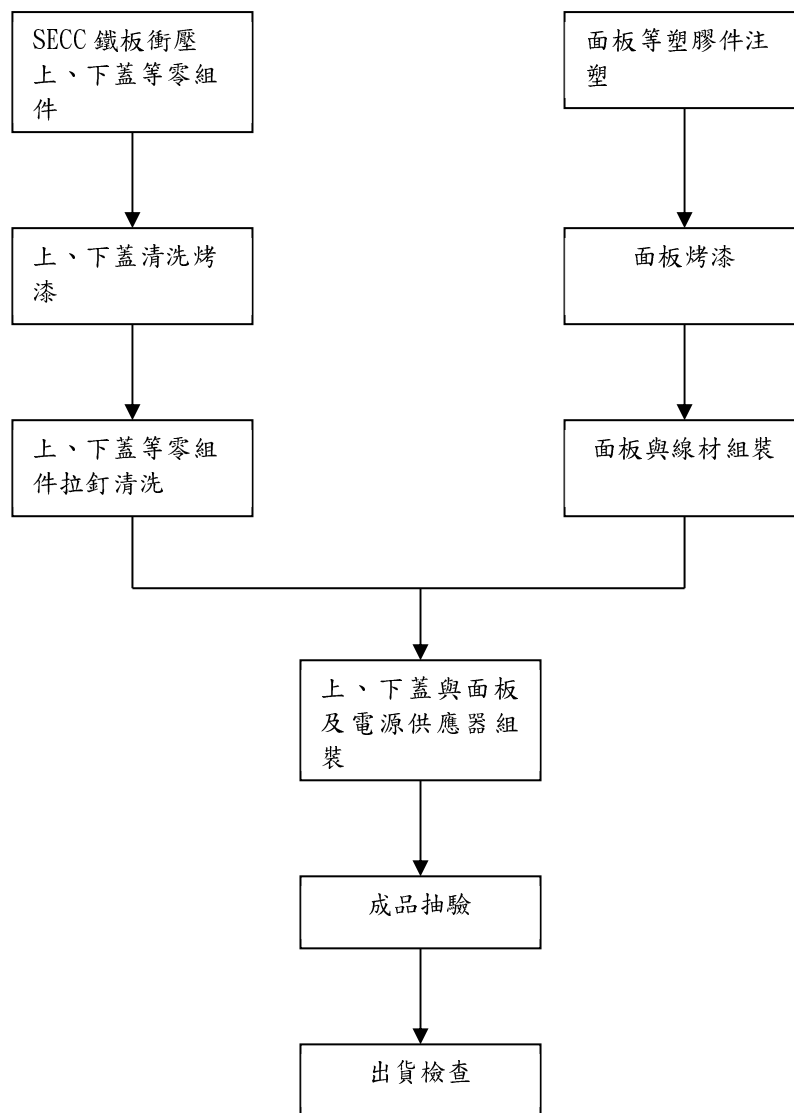 SECC 鐵板衝壓
上、下蓋等零組
件
面板等塑膠件注
塑
上、下蓋清洗烤
漆
面板烤漆
上、下蓋等零組
件拉釘清洗
面板與線材組裝
上、下蓋與面板
及電源供應器組
裝
成品抽驗
出貨檢查